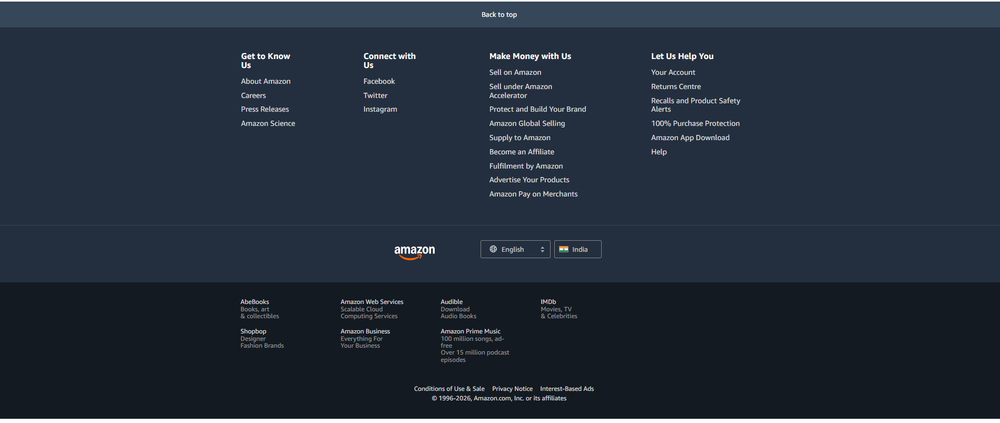 Back to top
Get to Know
Us
About Amazon
Careers
Press Releases
Amazon Science
Connect with
Us
Facebook
Twitter
Instagram
Make Money with Us
Sell on Amazon
Sell under Amazon
Accelerator
Protect and Build Your Brand
Amazon Global Selling
Supply to Amazon
Become an Affiliate
Fulfilment by Amazon
Advertise Your Products
Amazon Pay on Merchants
Let Us Help You
Your Account
Returns Centre
Recalls and Product Safety
Alerts
100% Purchase Protection
Amazon App Download
Help
amazon
English
India
AbeBooks
Books, art
& collectibles
Amazon Web Services
Scalable Cloud
Computing Services
Audible
Download
Audio Books
IMDb
Movies, TV
& Celebrities
Shopbop
Designer
Fashion Brands
Amazon Business
Everything For
Your Business
Amazon Prime Music
100 million songs, ad-
free
Over 15 million podcast
episodes
Conditions of Use & Sale Privacy Notice Interest-Based Ads
© 1996-2026, Amazon.com, Inc. or its affiliates